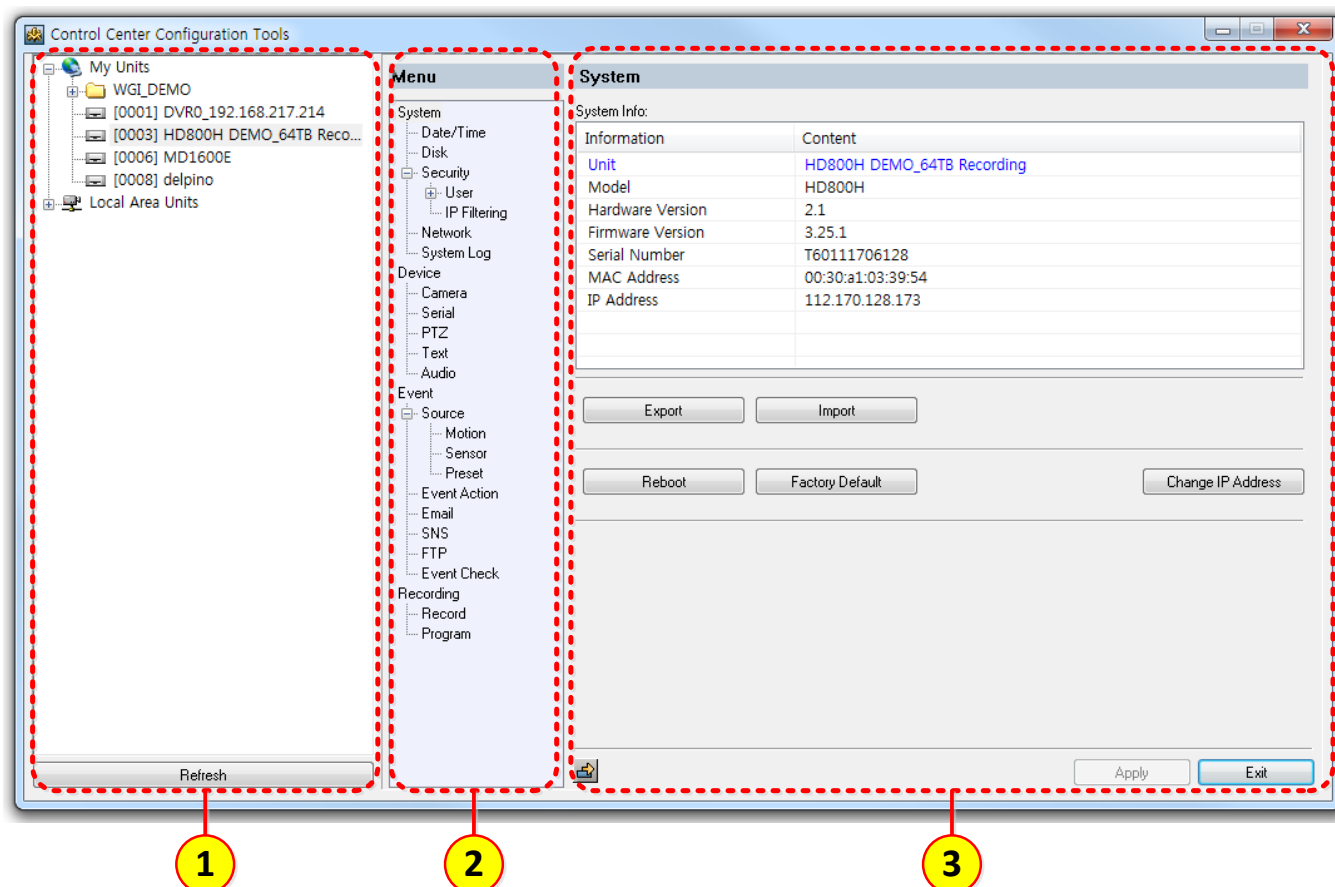 Control Center Configuration Tools
My Units
WGI_DEMO
[0001] DVR0_192.168.217.214
[0003] HD800H DEMO_64TB Reco...
[0006] MD1600E
[0008] delpino
Local Area Units
Refresh
Menu
System
Date/Time
Disk
Security
User
IP Filtering
Network
System Log
Device
Camera
Serial
PTZ
Text
Audio
Event
Source
Motion
Sensor
Preset
Event Action
Email
SNS
FTP
Event Check
Recording
Record
Program
System
System Info:
Information Content
Unit HD800H DEMO_64TB Recording
Model HD800H
Hardware Version 2.1
Firmware Version 3.25.1
Serial Number T60111706128
MAC Address 00:30:a1:03:39:54
IP Address 112.170.128.173
Export Import
Reboot Factory Default Change IP Address
Apply Exit
1 2 3